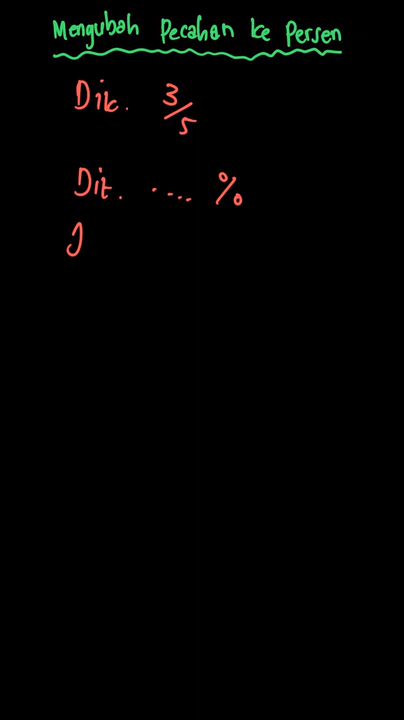 Mengubah Pecahan ke Persen
Dik. 3/5
Dit. .... %
J